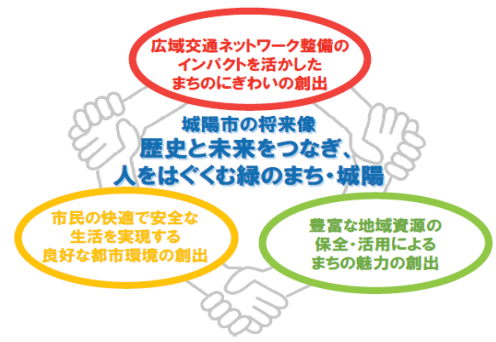 広域交通ネットワーク整備の
インパクトを活かした
まちのにぎわいの創出
城陽市の将来像
歴史と未来をつなぎ、
人をはぐくむ緑のまち・城陽
市民の快適で安全な
生活を実現する
良好な都市環境の創出
豊富な地域資源の
保全・活用による
まちの魅力の創出